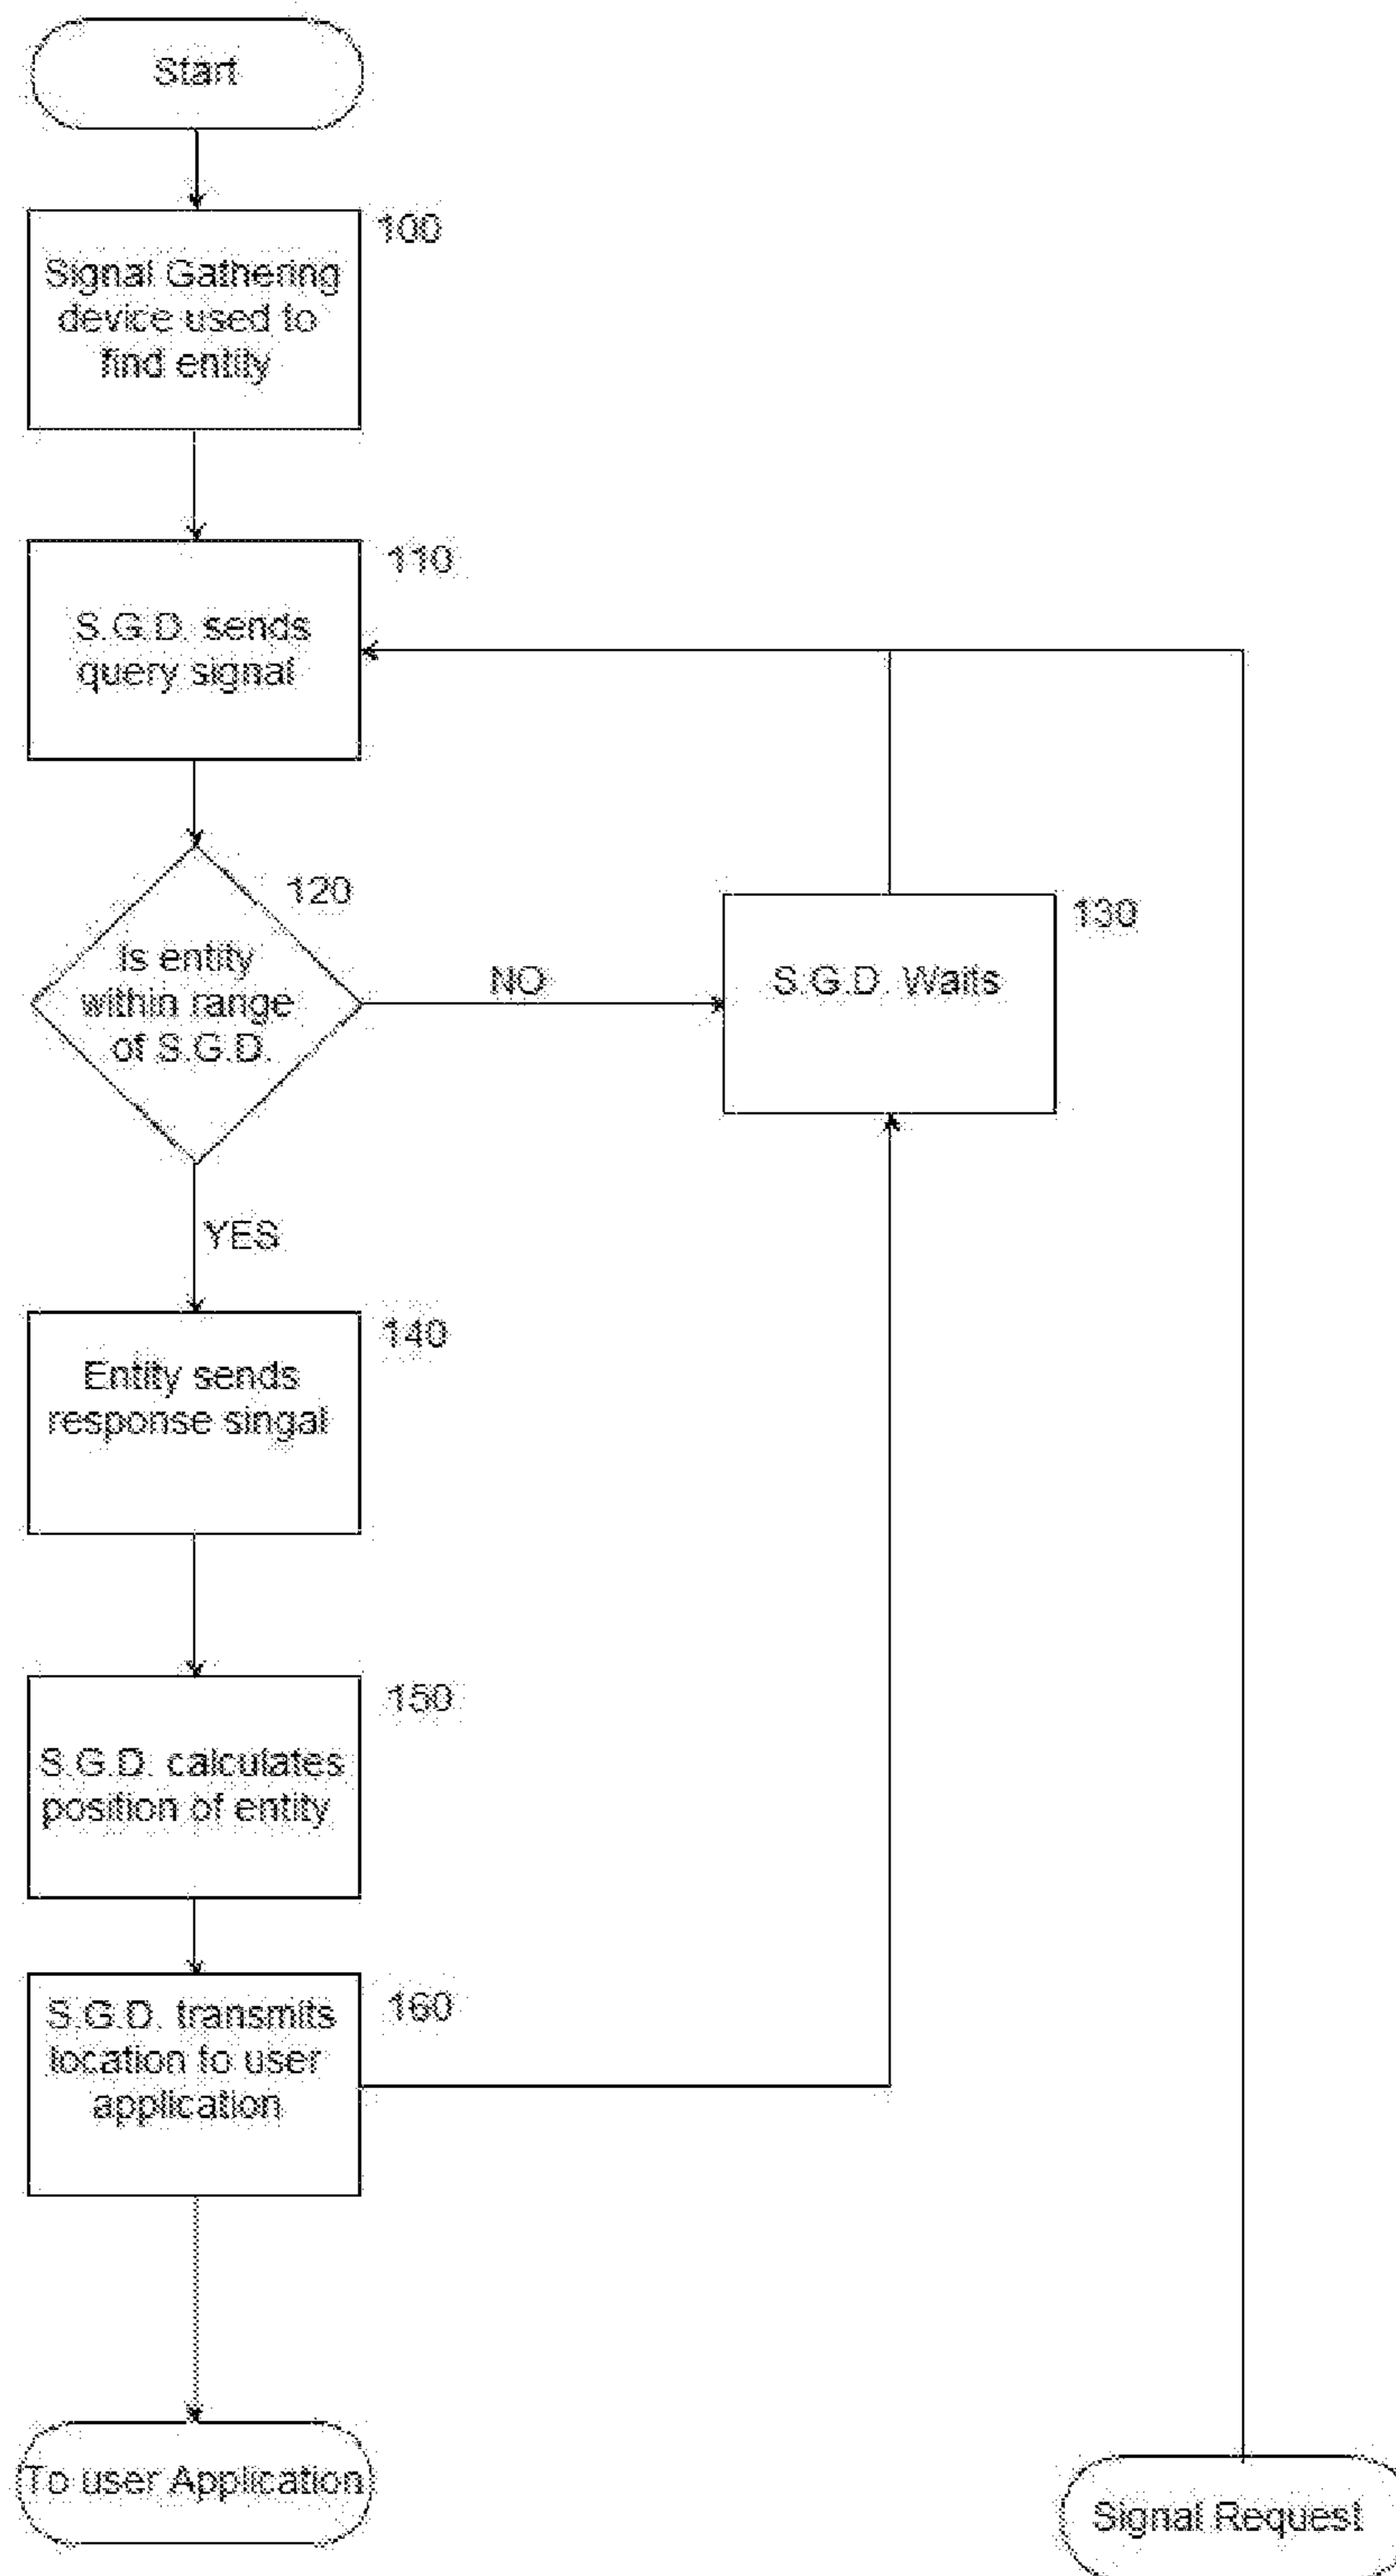 Start
100
Signal Gathering
device used to
find entity
110
S.G.D. sends
query signal
120
Is entity
within range
of S.G.D.
NO
130
S.G.D. Waits
YES
140
Entity sends
response singal
150
S.G.D. calculates
position of entity
160
S.G.D. transmits
location to user
application
To user Application
Signal Request